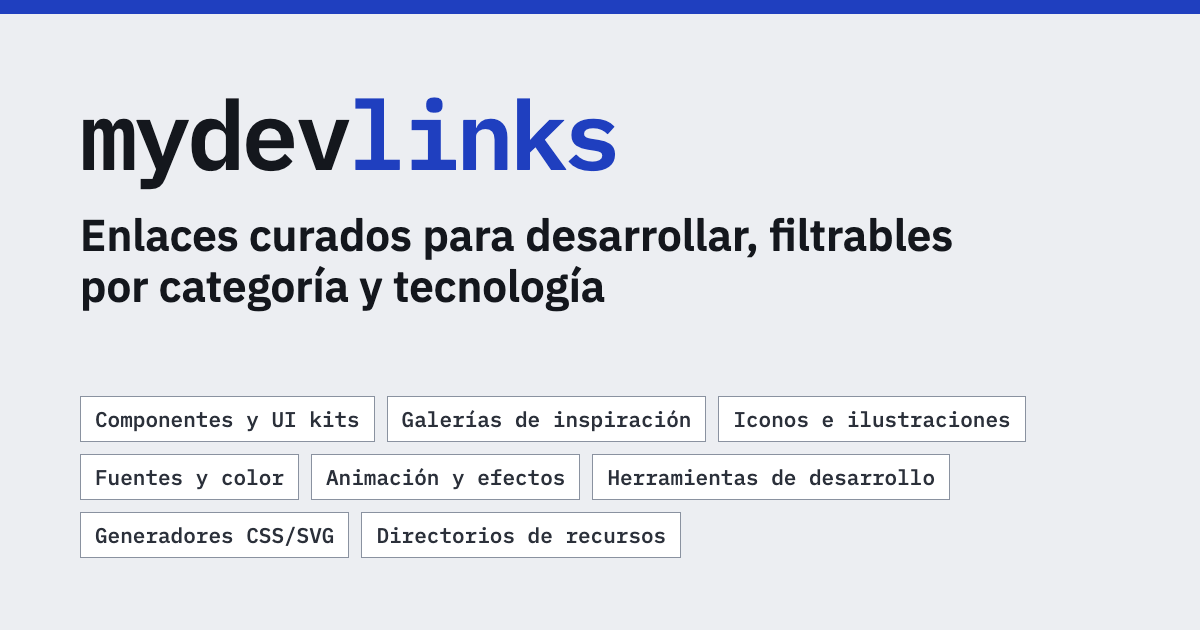 mydevlinks
Enlaces curados para desarrollar, filtrables
por categoría y tecnología
Componentes y UI kits
Galerías de inspiración
Iconos e ilustraciones
Fuentes y color
Animación y efectos
Herramientas de desarrollo
Generadores CSS/SVG
Directorios de recursos